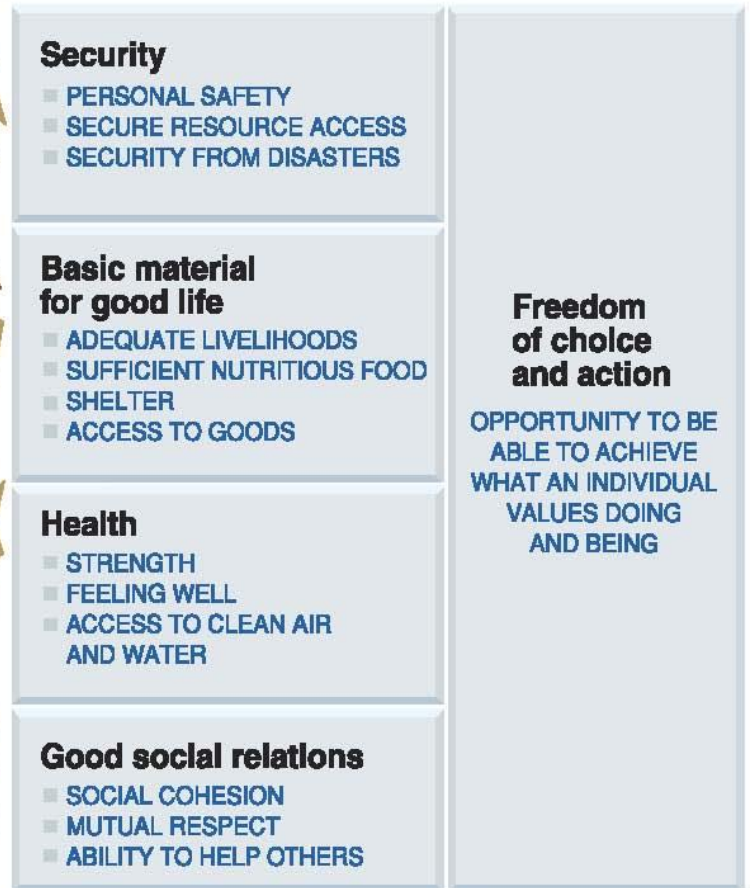 Security
PERSONAL SAFETY
SECURE RESOURCE ACCESS
SECURITY FROM DISASTERS
Basic material
for good life
ADEQUATE LIVELIHOODS
SUFFICIENT NUTRITIOUS FOOD
SHELTER
ACCESS TO GOODS
Health
STRENGTH
FEELING WELL
ACCESS TO CLEAN AIR
AND WATER
Good social relations
SOCIAL COHESION
MUTUAL RESPECT
ABILITY TO HELP OTHERS
Freedom
of choice
and action
OPPORTUNITY TO BE
ABLE TO ACHIEVE
WHAT AN INDIVIDUAL
VALUES DOING
AND BEING